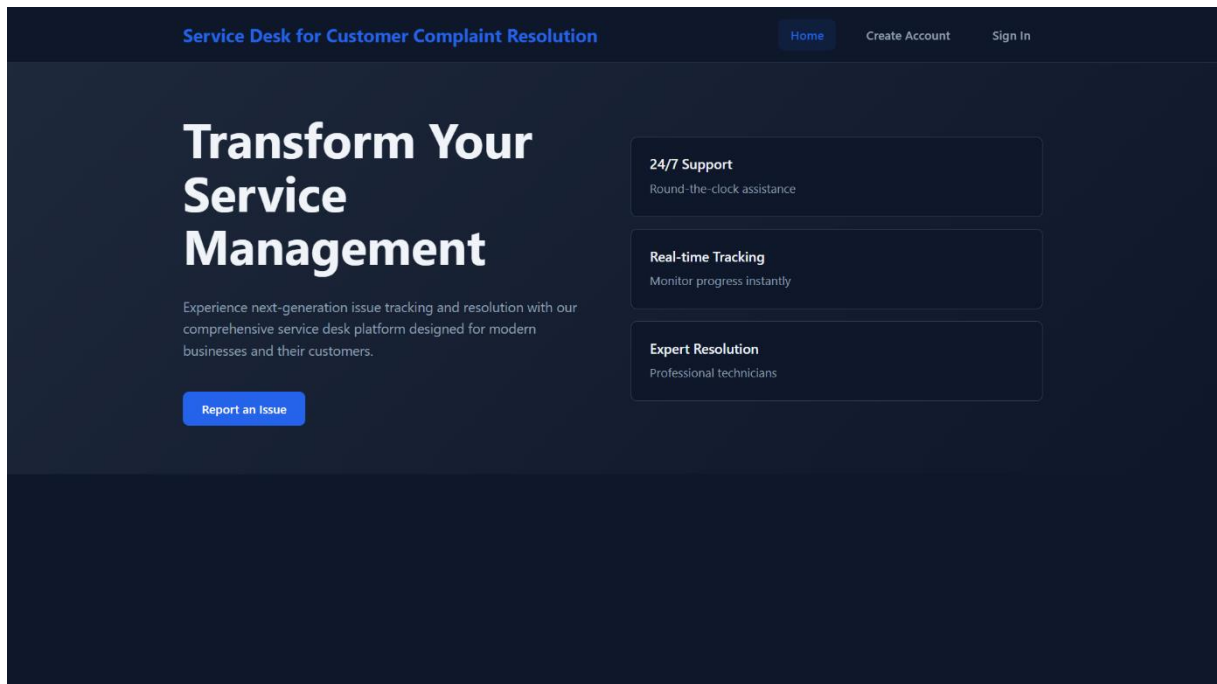 Service Desk for Customer Complaint Resolution
Home
Create Account
Sign In
Transform Your
Service
Management
Experience next-generation issue tracking and resolution with our
comprehensive service desk platform designed for modern
businesses and their customers.
Report an Issue
24/7 Support
Round-the-clock assistance
Real-time Tracking
Monitor progress instantly
Expert Resolution
Professional technicians